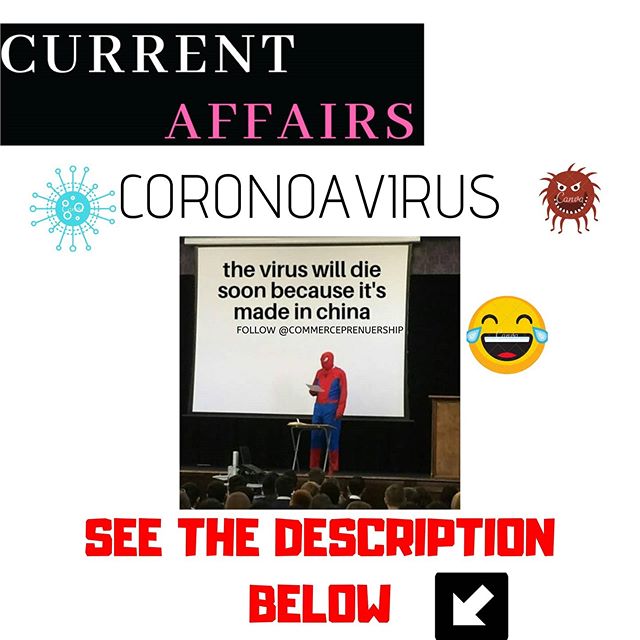 CURRENT
AFFAIRS
CORONOAVIRUS
Canva
the virus will die
soon because it's
made in china
FOLLOW @COMMERCEPRENUERSHIP
Canva
SEE THE DESCRIPTION
BELOW